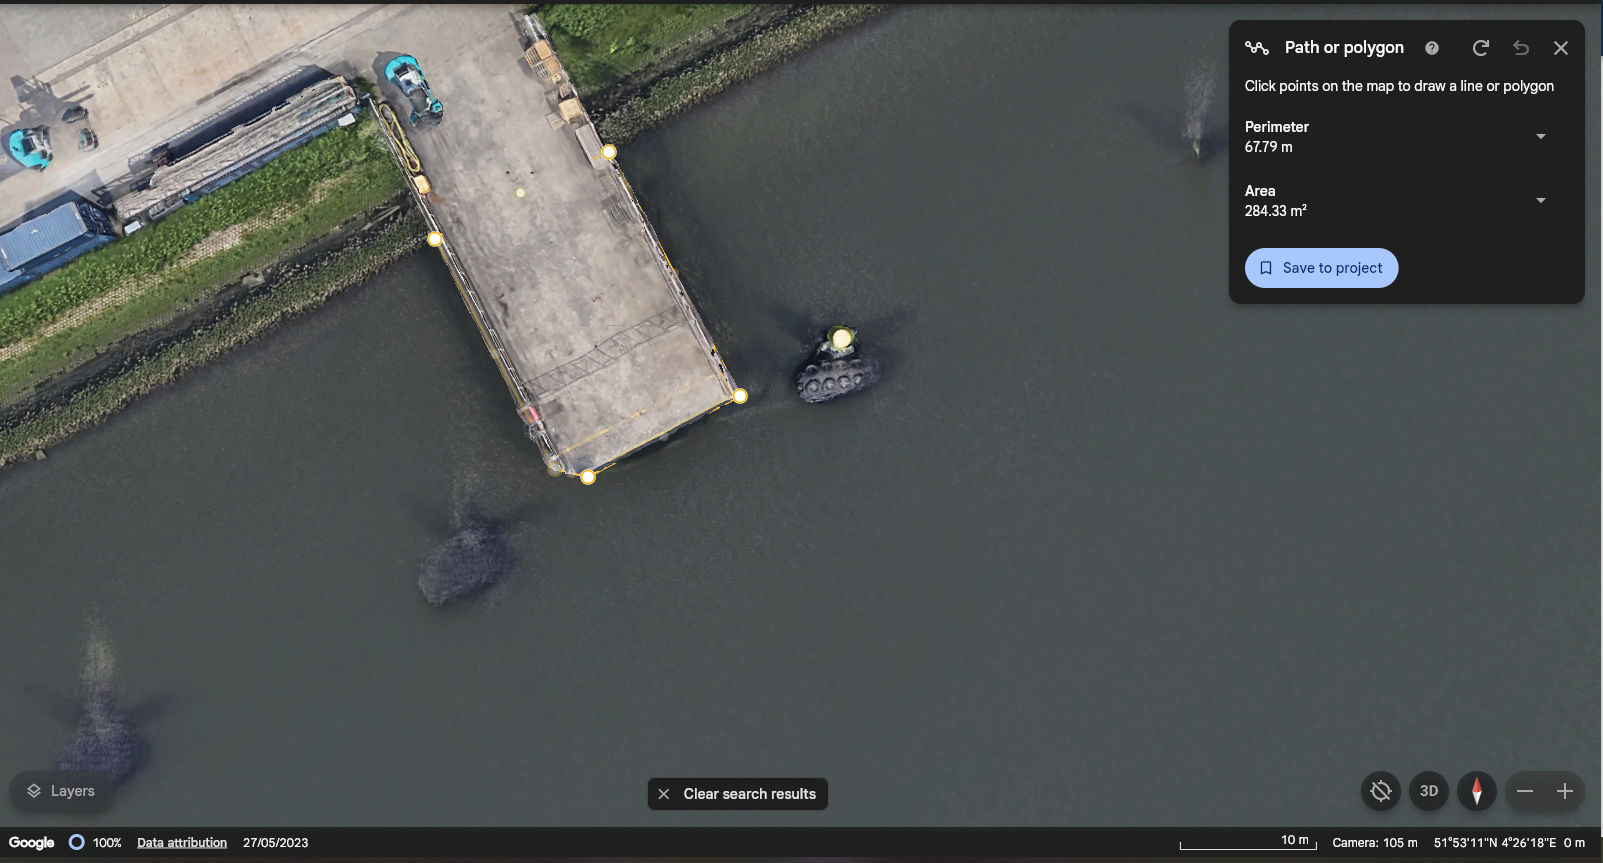 Path or polygon
Click points on the map to draw a line or polygon
Perimeter
67.79 m
Area
284.33 m²
Save to project
Layers
Clear search results
3D
Google 100% Data attribution 27/05/2023 10 m Camera: 105 m 51°53'11"N 4°26'18"E 0 m